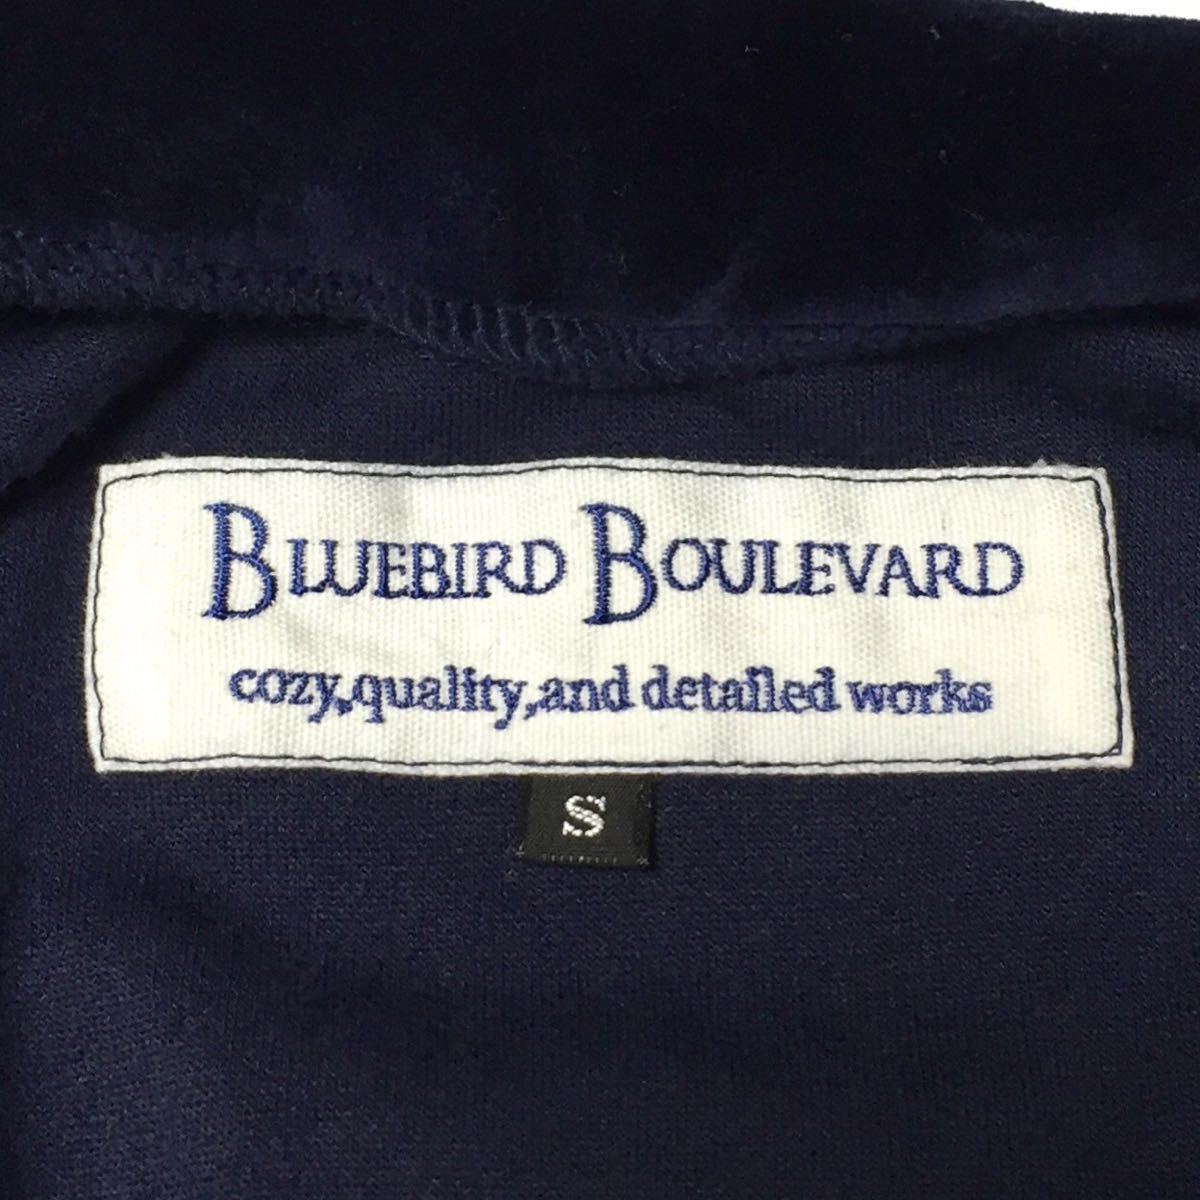 BLUEBIRD BOULEVARD
cozy,quality,and detailed works
S